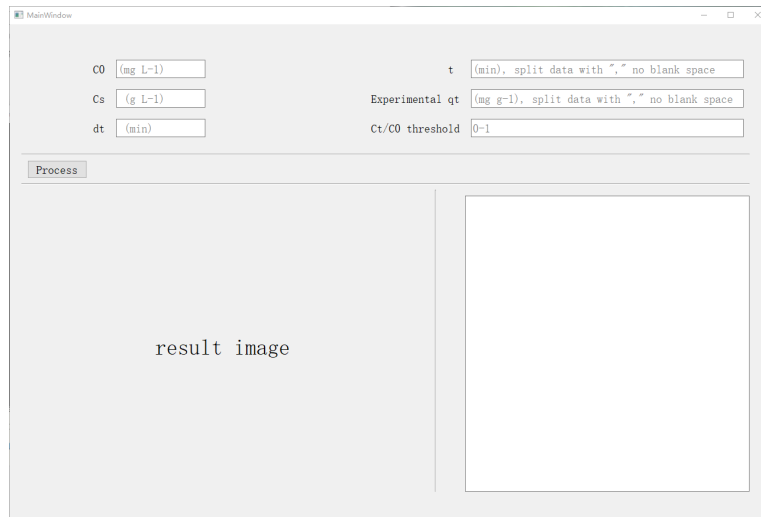 MainWindow
C0 (mg L-1) t (min), split data with "," no blank space
Cs (g L-1) Experimental qt (mg g-1), split data with "," no blank space
dt (min) Ct/C0 threshold 0-1
Process
result image